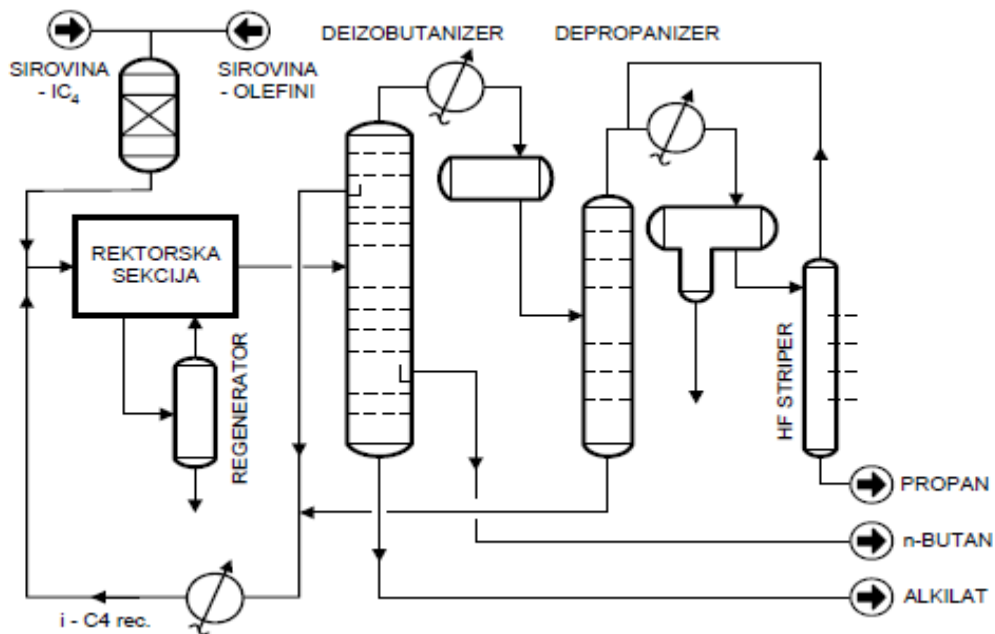 DEIZOBUTANIZER
DEPROPANIZER
SIROVINA
- IC4
SIROVINA
- OLEFINI
REKTORSKA
SEKCIJA
REGENERATOR
HF STRIPER
PROPAN
n-BUTAN
ALKILAT
i - C4 rec.